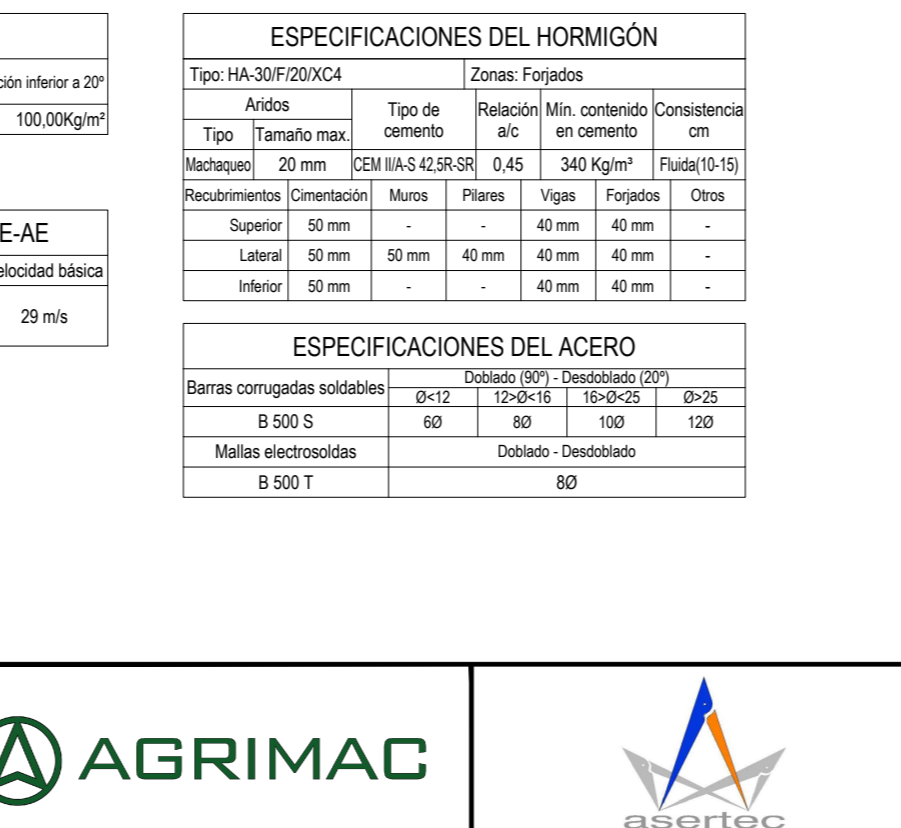 ción inferior a 20º
100,00Kg/m²
E-AE
elocidad básica
29 m/s
ESPECIFICACIONES DEL HORMIGÓN
Tipo: HA-30/F/20/XC4 Zonas: Forjados
Aridos Tipo de cemento Relación a/c Mín. contenido en cemento Consistencia cm
Tipo Tamaño max.
Machaqueo 20 mm CEM II/A-S 42,5R-SR 0,45 340 Kg/m³ Fluida(10-15)
Recubrimientos Cimentación Muros Pilares Vigas Forjados Otros
Superior 50 mm - - 40 mm 40 mm -
Lateral 50 mm 50 mm 40 mm 40 mm 40 mm -
Inferior 50 mm - - 40 mm 40 mm -
ESPECIFICACIONES DEL ACERO
Barras corrugadas soldables Doblado (90º) - Desdoblado (20º)
Ø<12 12>Ø<16 16>Ø<25 Ø>25
B 500 S 6Ø 8Ø 10Ø 12Ø
Mallas electrosoldas Doblado - Desdoblado
B 500 T 8Ø
AGRIMAC
asertec